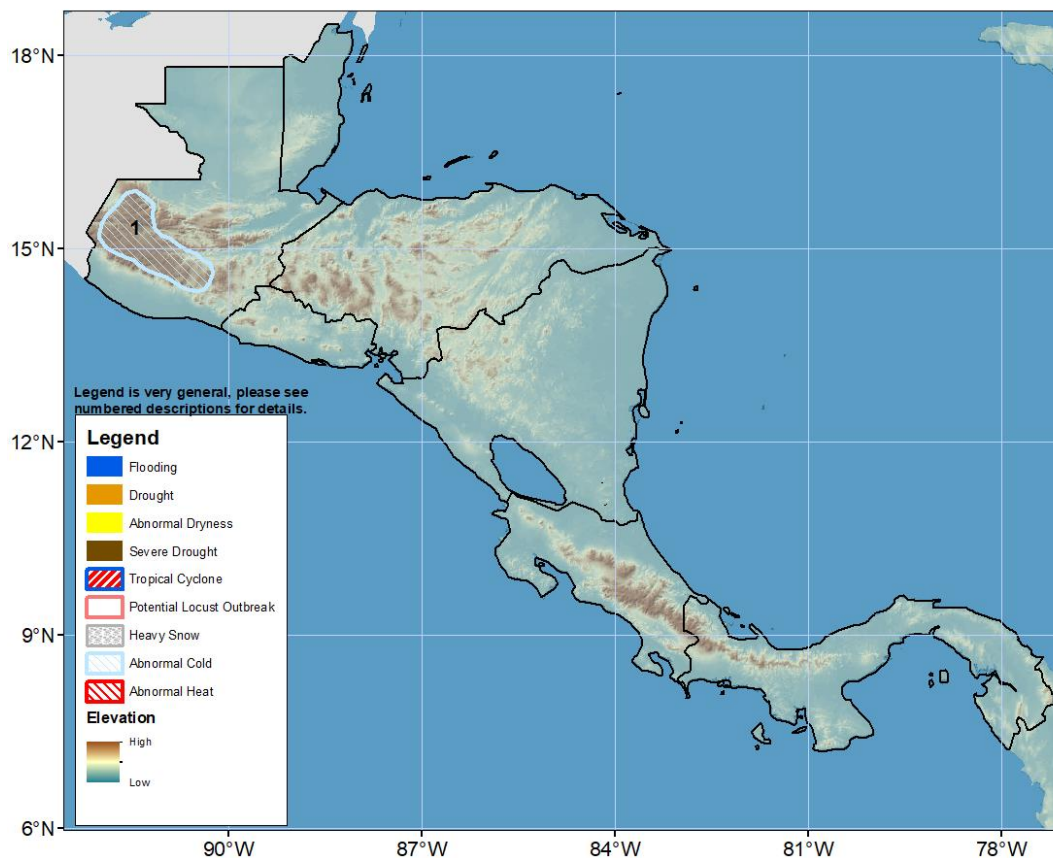 18°N
1
15°N
Legend is very general, please see
numbered descriptions for details.
12°N
Legend
Flooding
Drought
Abnormal Dryness
Severe Drought
Tropical Cyclone
Potential Locust Outbreak
9°N
Heavy Snow
Abnormal Cold
Abnormal Heat
Elevation
High
Low
6°N
90°W 87°W 84°W 81°W 78°W